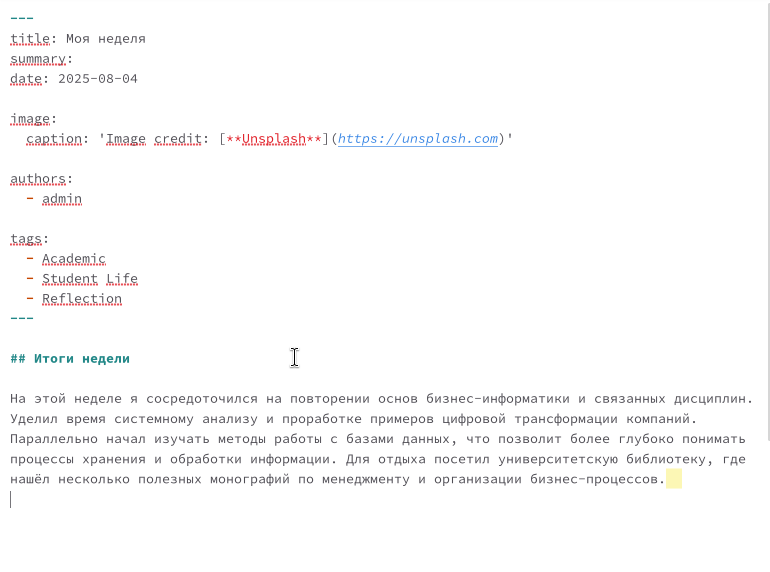 ---
title: Моя неделя
summary:
date: 2025-08-04
image:
caption: 'Image credit: [**Unsplash**](https://unsplash.com)'
authors:
- admin
tags:
- Academic
- Student Life
- Reflection
---
## Итоги недели
На этой неделе я сосредоточился на повторении основ бизнес-информатики и связанных дисциплин.
Уделил время системному анализу и проработке примеров цифровой трансформации компаний.
Параллельно начал изучать методы работы с базами данных, что позволит более глубоко понимать
процессы хранения и обработки информации. Для отдыха посетил университетскую библиотеку, где
нашёл несколько полезных монографий по менеджменту и организации бизнес-процессов.